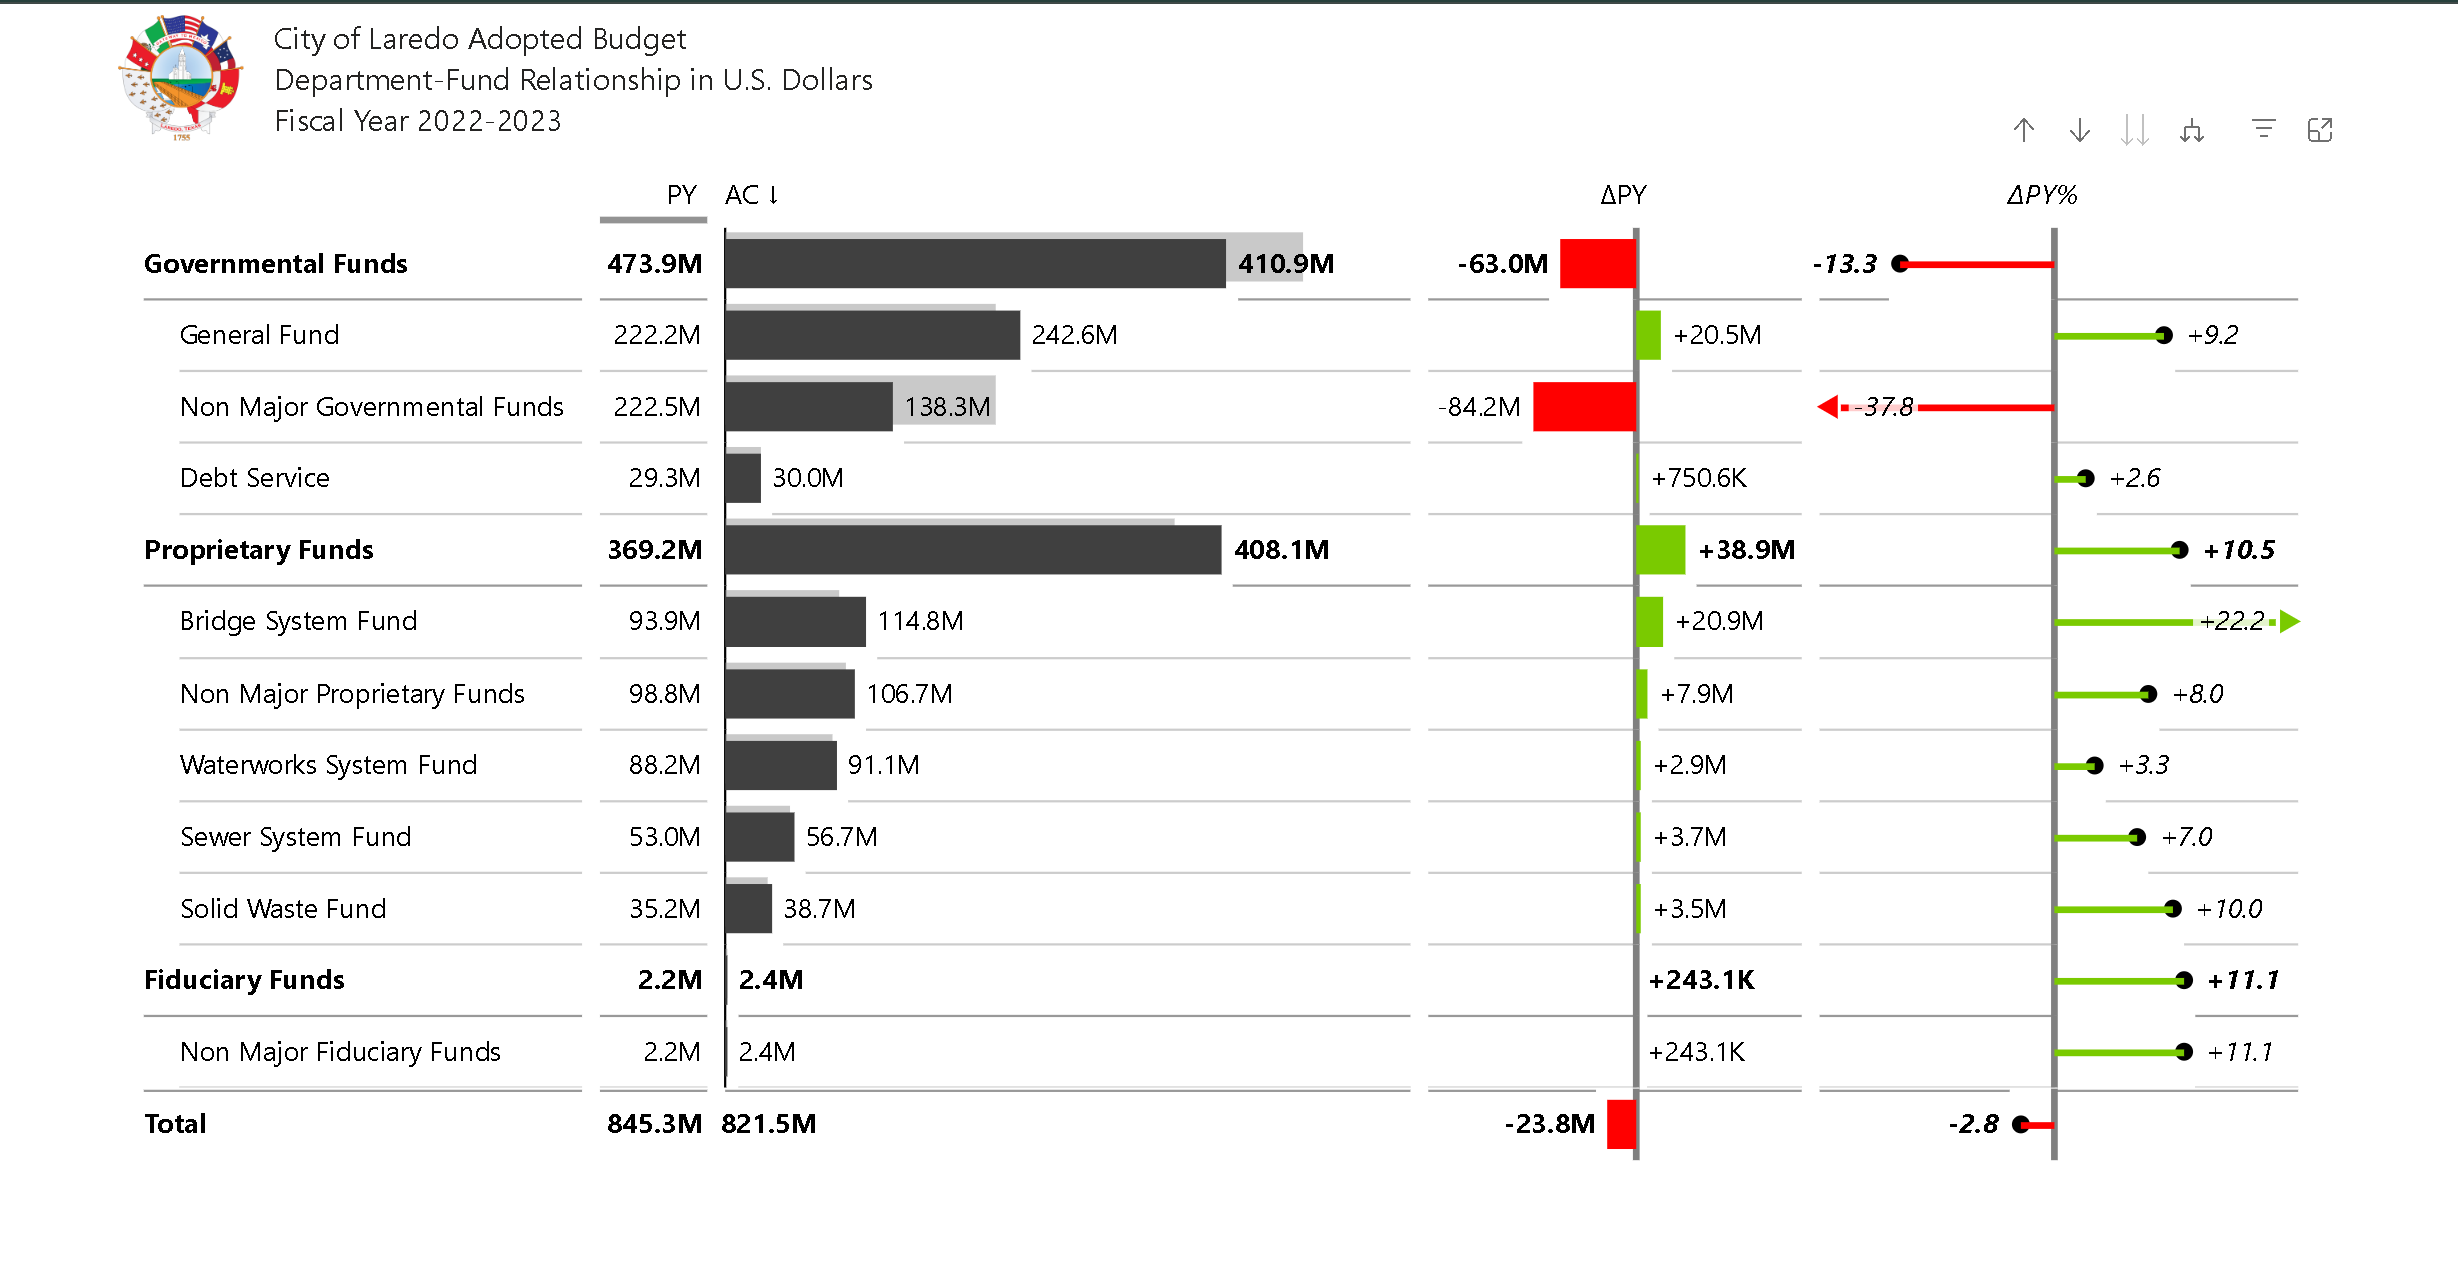 City of Laredo Adopted Budget
Department-Fund Relationship in U.S. Dollars
Fiscal Year 2022-2023
LAREDO, TEXAS
1755
PY AC ↓ ΔPY ΔPY%
Governmental Funds 473.9M 410.9M -63.0M -13.3
General Fund 222.2M 242.6M +20.5M +9.2
Non Major Governmental Funds 222.5M 138.3M -84.2M -37.8
Debt Service 29.3M 30.0M +750.6K +2.6
Proprietary Funds 369.2M 408.1M +38.9M +10.5
Bridge System Fund 93.9M 114.8M +20.9M +22.2
Non Major Proprietary Funds 98.8M 106.7M +7.9M +8.0
Waterworks System Fund 88.2M 91.1M +2.9M +3.3
Sewer System Fund 53.0M 56.7M +3.7M +7.0
Solid Waste Fund 35.2M 38.7M +3.5M +10.0
Fiduciary Funds 2.2M 2.4M +243.1K +11.1
Non Major Fiduciary Funds 2.2M 2.4M +243.1K +11.1
Total 845.3M 821.5M -23.8M -2.8